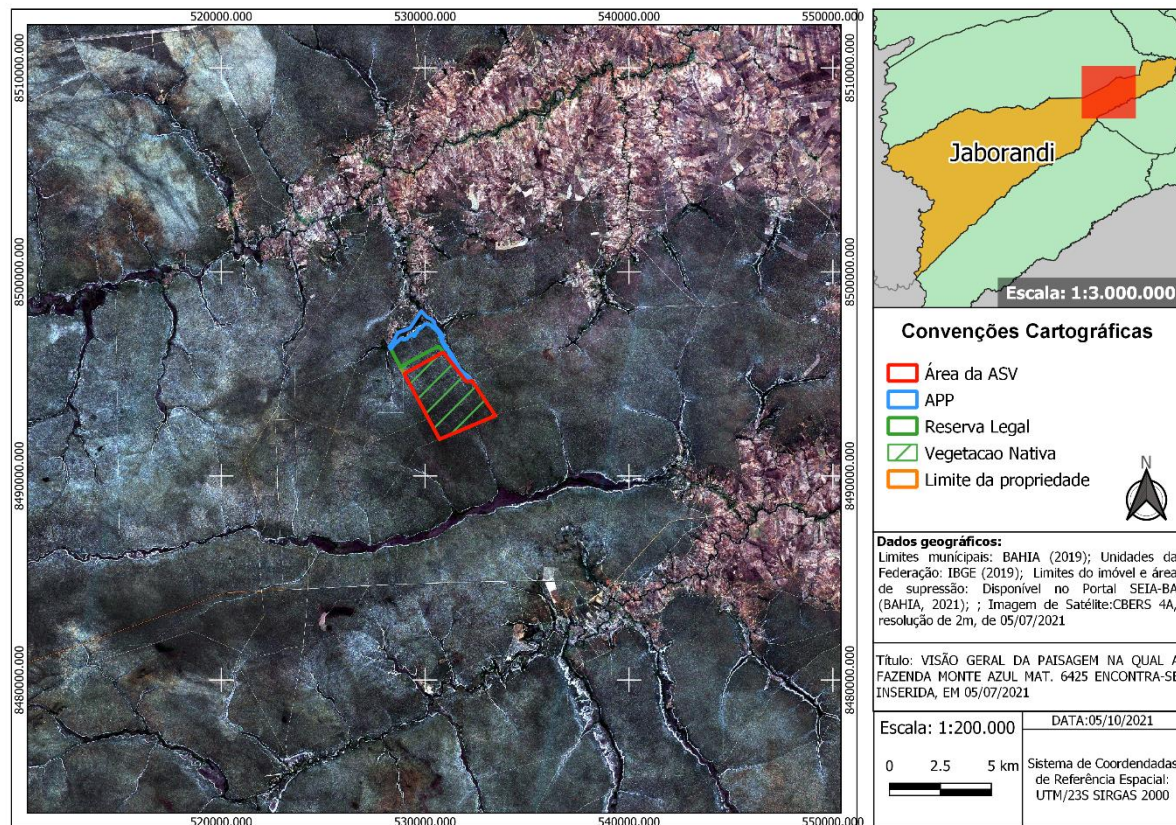 520000.000 530000.000 540000.000 550000.000
8510000.000 8510000.000
8500000.000 8500000.000
8490000.000 8490000.000
8480000.000 8480000.000
520000.000 530000.000 540000.000 550000.000
Jaborandi
Escala: 1:3.000.000
Convenções Cartográficas
Área da ASV
APP
Reserva Legal
Vegetacao Nativa
Limite da propriedade
N
Dados geográficos:
Limites munícipais: BAHIA (2019); Unidades da
Federação: IBGE (2019); Limites do imóvel e área
de supressão: Disponível no Portal SEIA-BA
(BAHIA, 2021); ; Imagem de Satélite:CBERS 4A,
resolução de 2m, de 05/07/2021
Título: VISÃO GERAL DA PAISAGEM NA QUAL A
FAZENDA MONTE AZUL MAT. 6425 ENCONTRA-SE
INSERIDA, EM 05/07/2021
Escala: 1:200.000
0 2.5 5 km
DATA:05/10/2021
Sistema de Coordendadas
de Referência Espacial:
UTM/23S SIRGAS 2000